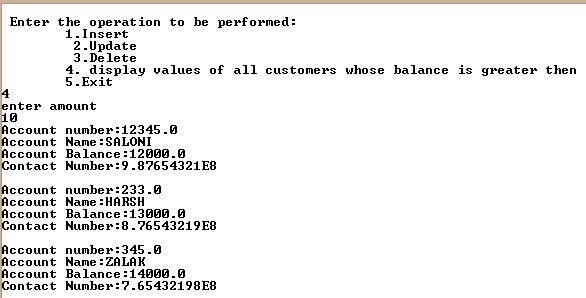 Enter the operation to be performed:
1.Insert
2.Update
3.Delete
4. display values of all customers whose balance is greater then
5.Exit
4
enter amount
10
Account number:12345.0
Account Name:SALONI
Account Balance:12000.0
Contact Number:9.87654321E8
Account number:233.0
Account Name:HARSH
Account Balance:13000.0
Contact Number:8.76543219E8
Account number:345.0
Account Name:ZALAK
Account Balance:14000.0
Contact Number:7.65432198E8